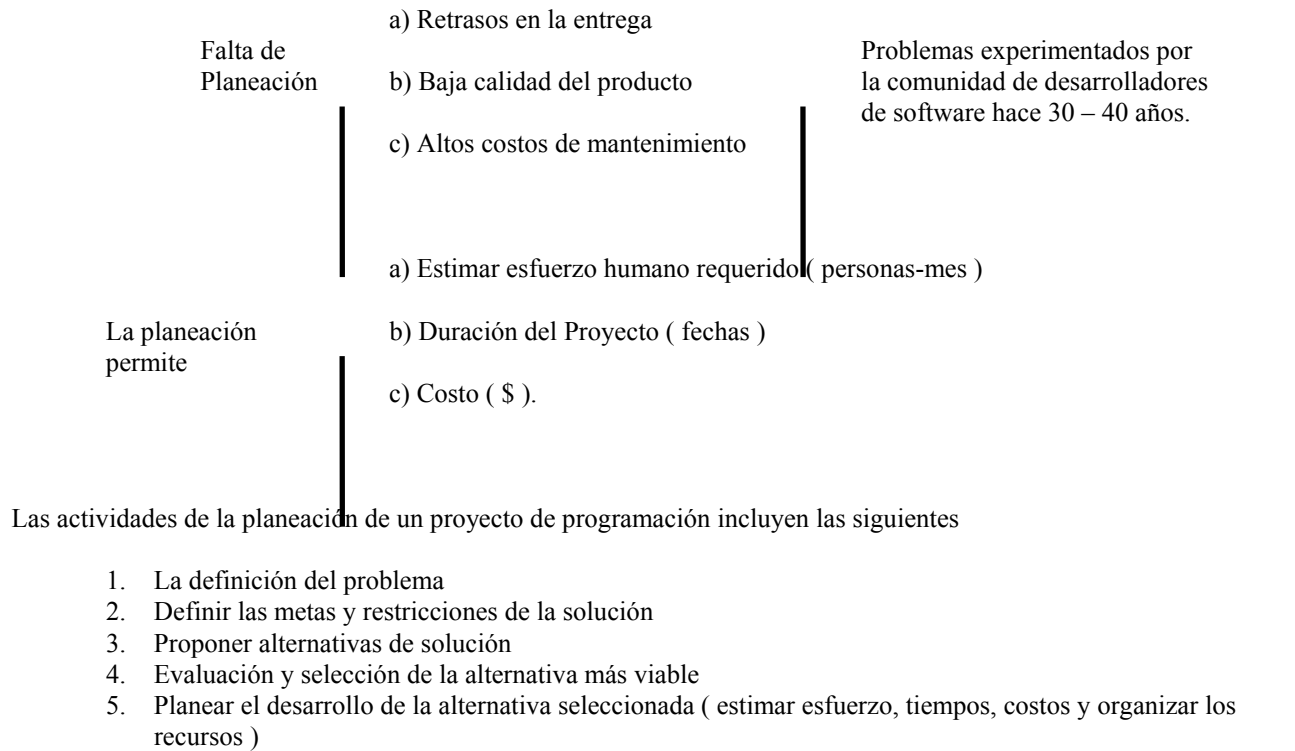 a) Retrasos en la entrega
Falta de
Planeación
b) Baja calidad del producto
c) Altos costos de mantenimiento
Problemas experimentados por
la comunidad de desarrolladores
de software hace 30 – 40 años.
a) Estimar esfuerzo humano requerido ( personas-mes )
La planeación
permite
b) Duración del Proyecto ( fechas )
c) Costo ( $ ).
Las actividades de la planeación de un proyecto de programación incluyen las siguientes
1. La definición del problema
2. Definir las metas y restricciones de la solución
3. Proponer alternativas de solución
4. Evaluación y selección de la alternativa más viable
5. Planear el desarrollo de la alternativa seleccionada ( estimar esfuerzo, tiempos, costos y organizar los
recursos )